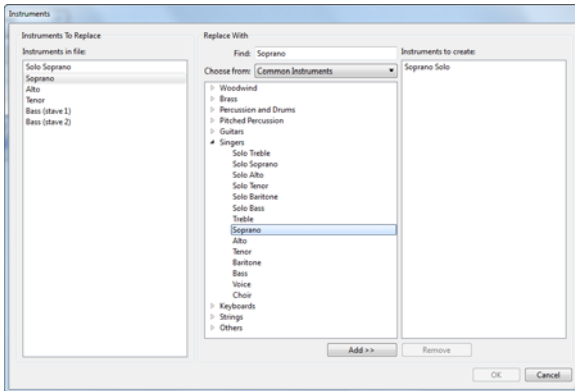 Instruments
Instruments To Replace
Instruments in file:
Solo Soprano
Soprano
Alto
Tenor
Bass (stave 1)
Bass (stave 2)
Replace With
Find: Soprano
Choose from: Common Instruments
Woodwind
Brass
Percussion and Drums
Pitched Percussion
Guitars
Singers
Solo Treble
Solo Soprano
Solo Alto
Solo Tenor
Solo Baritone
Solo Bass
Treble
Soprano
Alto
Tenor
Baritone
Bass
Voice
Choir
Keyboards
Strings
Others
Add >>
Instruments to create:
Soprano Solo
Remove
OK
Cancel